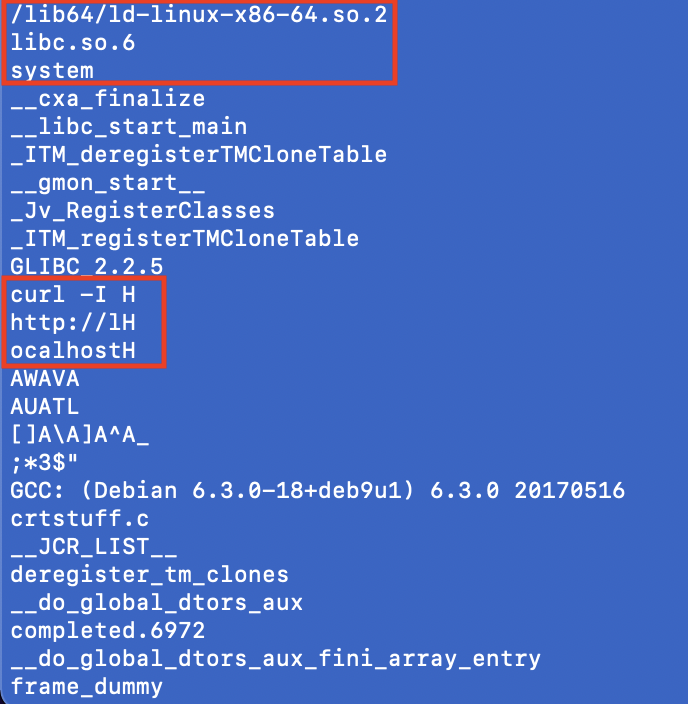 /lib64/ld-linux-x86-64.so.2
libc.so.6
system
__cxa_finalize
__libc_start_main
_ITM_deregisterTMCloneTable
__gmon_start__
_Jv_RegisterClasses
_ITM_registerTMCloneTable
GLIBC_2.2.5
curl -I H
http://lH
ocalhostH
AWAVA
AUATL
[]A\A]A^A_
;*3$"
GCC: (Debian 6.3.0-18+deb9u1) 6.3.0 20170516
crtstuff.c
__JCR_LIST__
deregister_tm_clones
__do_global_dtors_aux
completed.6972
__do_global_dtors_aux_fini_array_entry
frame_dummy